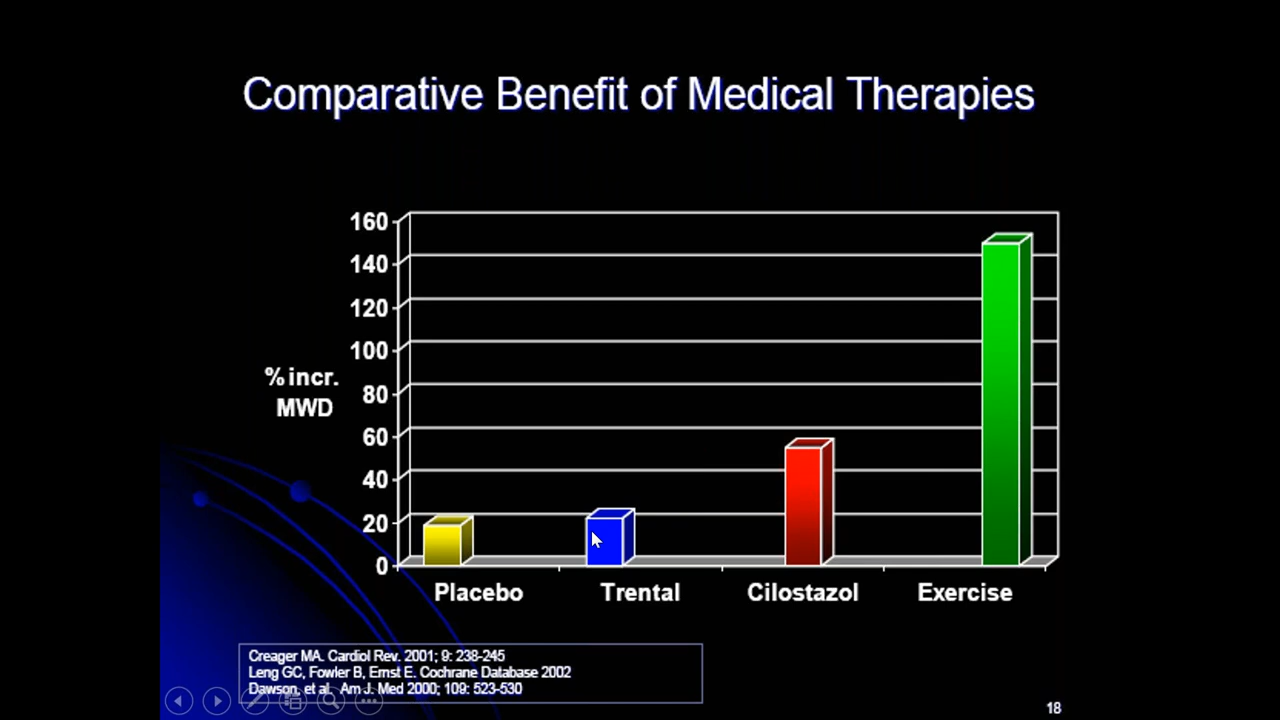 Comparative Benefit of Medical Therapies
160
140
120
100
80
60
40
20
0
% incr.
MWD
Placebo
Trental
Cilostazol
Exercise
Creager MA. Cardiol Rev. 2001; 9: 238-245
Leng GC, Fowler B, Ernst E. Cochrane Database 2002
Dawson, et al. Am J. Med 2000; 109: 523-530
18